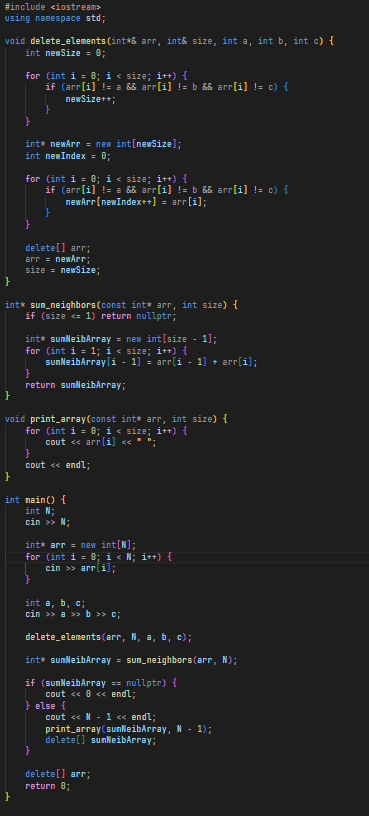 #include <iostream>
using namespace std;

void delete_elements(int*& arr, int& size, int a, int b, int c) {
    int newSize = 0;

    for (int i = 0; i < size; i++) {
        if (arr[i] != a && arr[i] != b && arr[i] != c) {
            newSize++;
        }
    }

    int* newArr = new int[newSize];
    int newIndex = 0;

    for (int i = 0; i < size; i++) {
        if (arr[i] != a && arr[i] != b && arr[i] != c) {
            newArr[newIndex++] = arr[i];
        }
    }

    delete[] arr;
    arr = newArr;
    size = newSize;
}

int* sum_neighbors(const int* arr, int size) {
    if (size <= 1) return nullptr;

    int* sumNeibArray = new int[size - 1];
    for (int i = 1; i < size; i++) {
        sumNeibArray[i - 1] = arr[i - 1] + arr[i];
    }
    return sumNeibArray;
}

void print_array(const int* arr, int size) {
    for (int i = 0; i < size; i++) {
        cout << arr[i] << " ";
    }
    cout << endl;
}

int main() {
    int N;
    cin >> N;

    int* arr = new int[N];
    for (int i = 0; i < N; i++) {
        cin >> arr[i];
    }

    int a, b, c;
    cin >> a >> b >> c;

    delete_elements(arr, N, a, b, c);

    int* sumNeibArray = sum_neighbors(arr, N);

    if (sumNeibArray == nullptr) {
        cout << 0 << endl;
    } else {
        cout << N - 1 << endl;
        print_array(sumNeibArray, N - 1);
        delete[] sumNeibArray;
    }

    delete[] arr;
    return 0;
}